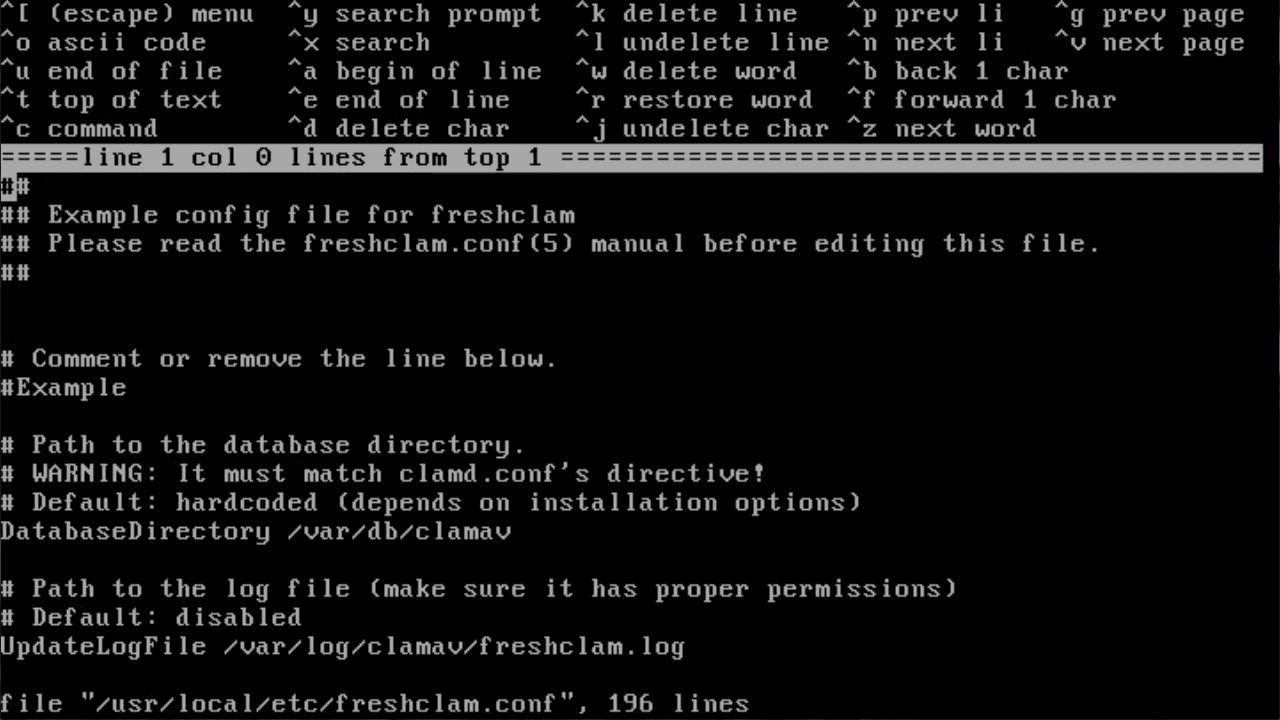 ^[ (escape) menu  ^y search prompt  ^k delete line  ^p prev li  ^g prev page
^o ascii code  ^x search  ^l undelete line  ^n next li  ^v next page
^u end of file  ^a begin of line  ^w delete word  ^b back 1 char
^t top of text  ^e end of line  ^r restore word  ^f forward 1 char
^c command  ^d delete char  ^j undelete char  ^z next word
=====line 1 col 0 lines from top 1 ============================================
##
## Example config file for freshclam
## Please read the freshclam.conf(5) manual before editing this file.
##
# Comment or remove the line below.
#Example
# Path to the database directory.
# WARNING: It must match clamd.conf's directive!
# Default: hardcoded (depends on installation options)
DatabaseDirectory /var/db/clamav
# Path to the log file (make sure it has proper permissions)
# Default: disabled
UpdateLogFile /var/log/clamav/freshclam.log
file "/usr/local/etc/freshclam.conf", 196 lines